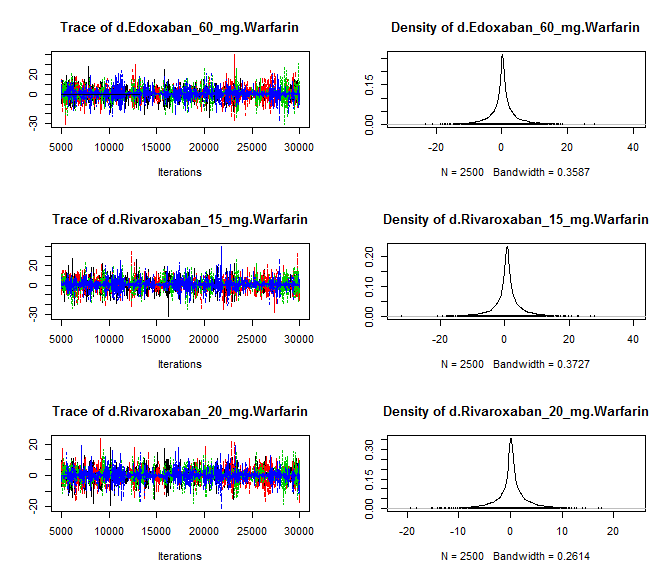 Trace of d.Edoxaban_60_mg.Warfarin
Density of d.Edoxaban_60_mg.Warfarin
-30 0 20
5000 10000 15000 20000 25000 30000
Iterations
0.00 0.15
-20 0 20 40
N = 2500 Bandwidth = 0.3587
Trace of d.Rivaroxaban_15_mg.Warfarin
Density of d.Rivaroxaban_15_mg.Warfarin
-30 0 20
5000 10000 15000 20000 25000 30000
Iterations
0.00 0.10 0.20
-20 0 20 40
N = 2500 Bandwidth = 0.3727
Trace of d.Rivaroxaban_20_mg.Warfarin
Density of d.Rivaroxaban_20_mg.Warfarin
-20 0 20
5000 10000 15000 20000 25000 30000
Iterations
0.00 0.15 0.30
-20 -10 0 10 20
N = 2500 Bandwidth = 0.2614